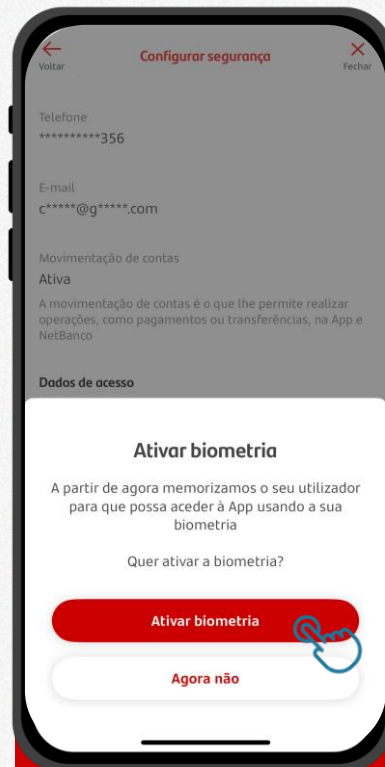 Voltar
Configurar segurança
Fechar
Telefone
**********356
E-mail
c*****@g*****.com
Movimentação de contas
Ativa
A movimentação de contas é o que lhe permite realizar
operações, como pagamentos ou transferências, na App e
NetBanco
Dados de acesso
Ativar biometria
A partir de agora memorizamos o seu utilizador
para que possa aceder à App usando a sua
biometria
Quer ativar a biometria?
Ativar biometria
Agora não